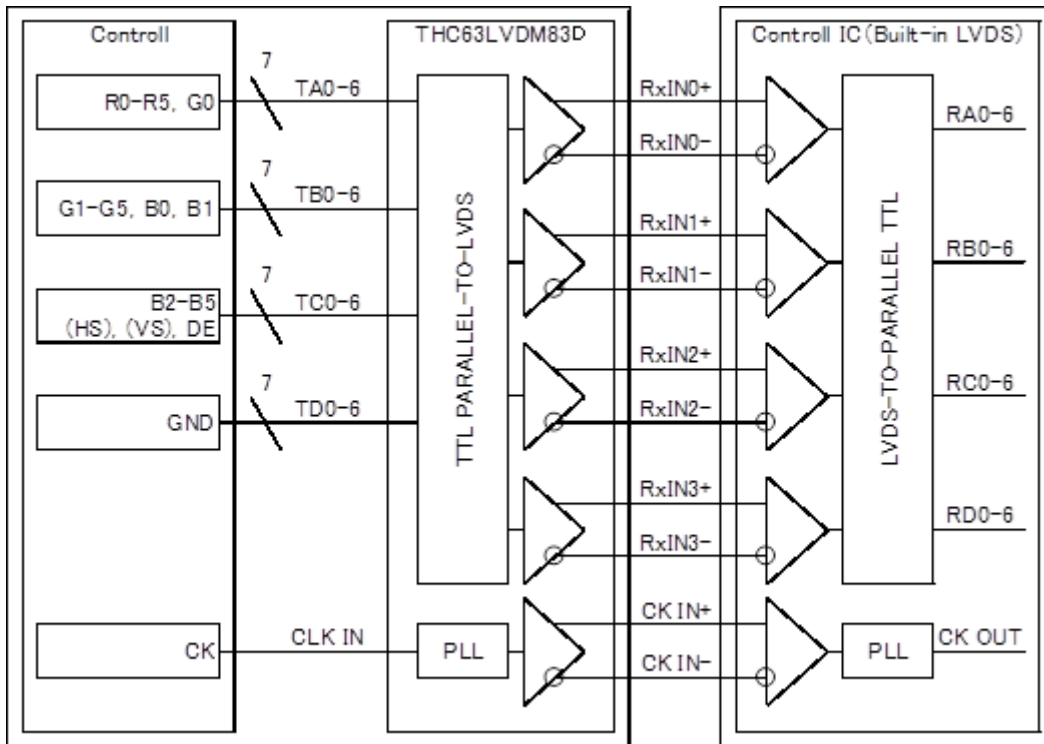 Controll
THC63LVDM83D
Controll IC(Built-in LVDS)
R0-R5, G0
7
TA0-6
RxIN0+
RxIN0-
RA0-6
G1-G5, B0, B1
7
TB0-6
RxIN1+
RxIN1-
RB0-6
B2-B5
(HS), (VS), DE
7
TC0-6
RxIN2+
RxIN2-
RC0-6
GND
7
TD0-6
RxIN3+
RxIN3-
RD0-6
TTL PARALLEL-TO-LVDS
LVDS-TO-PARALLEL TTL
CK
CLK IN
PLL
CK IN+
CK IN-
PLL
CK OUT